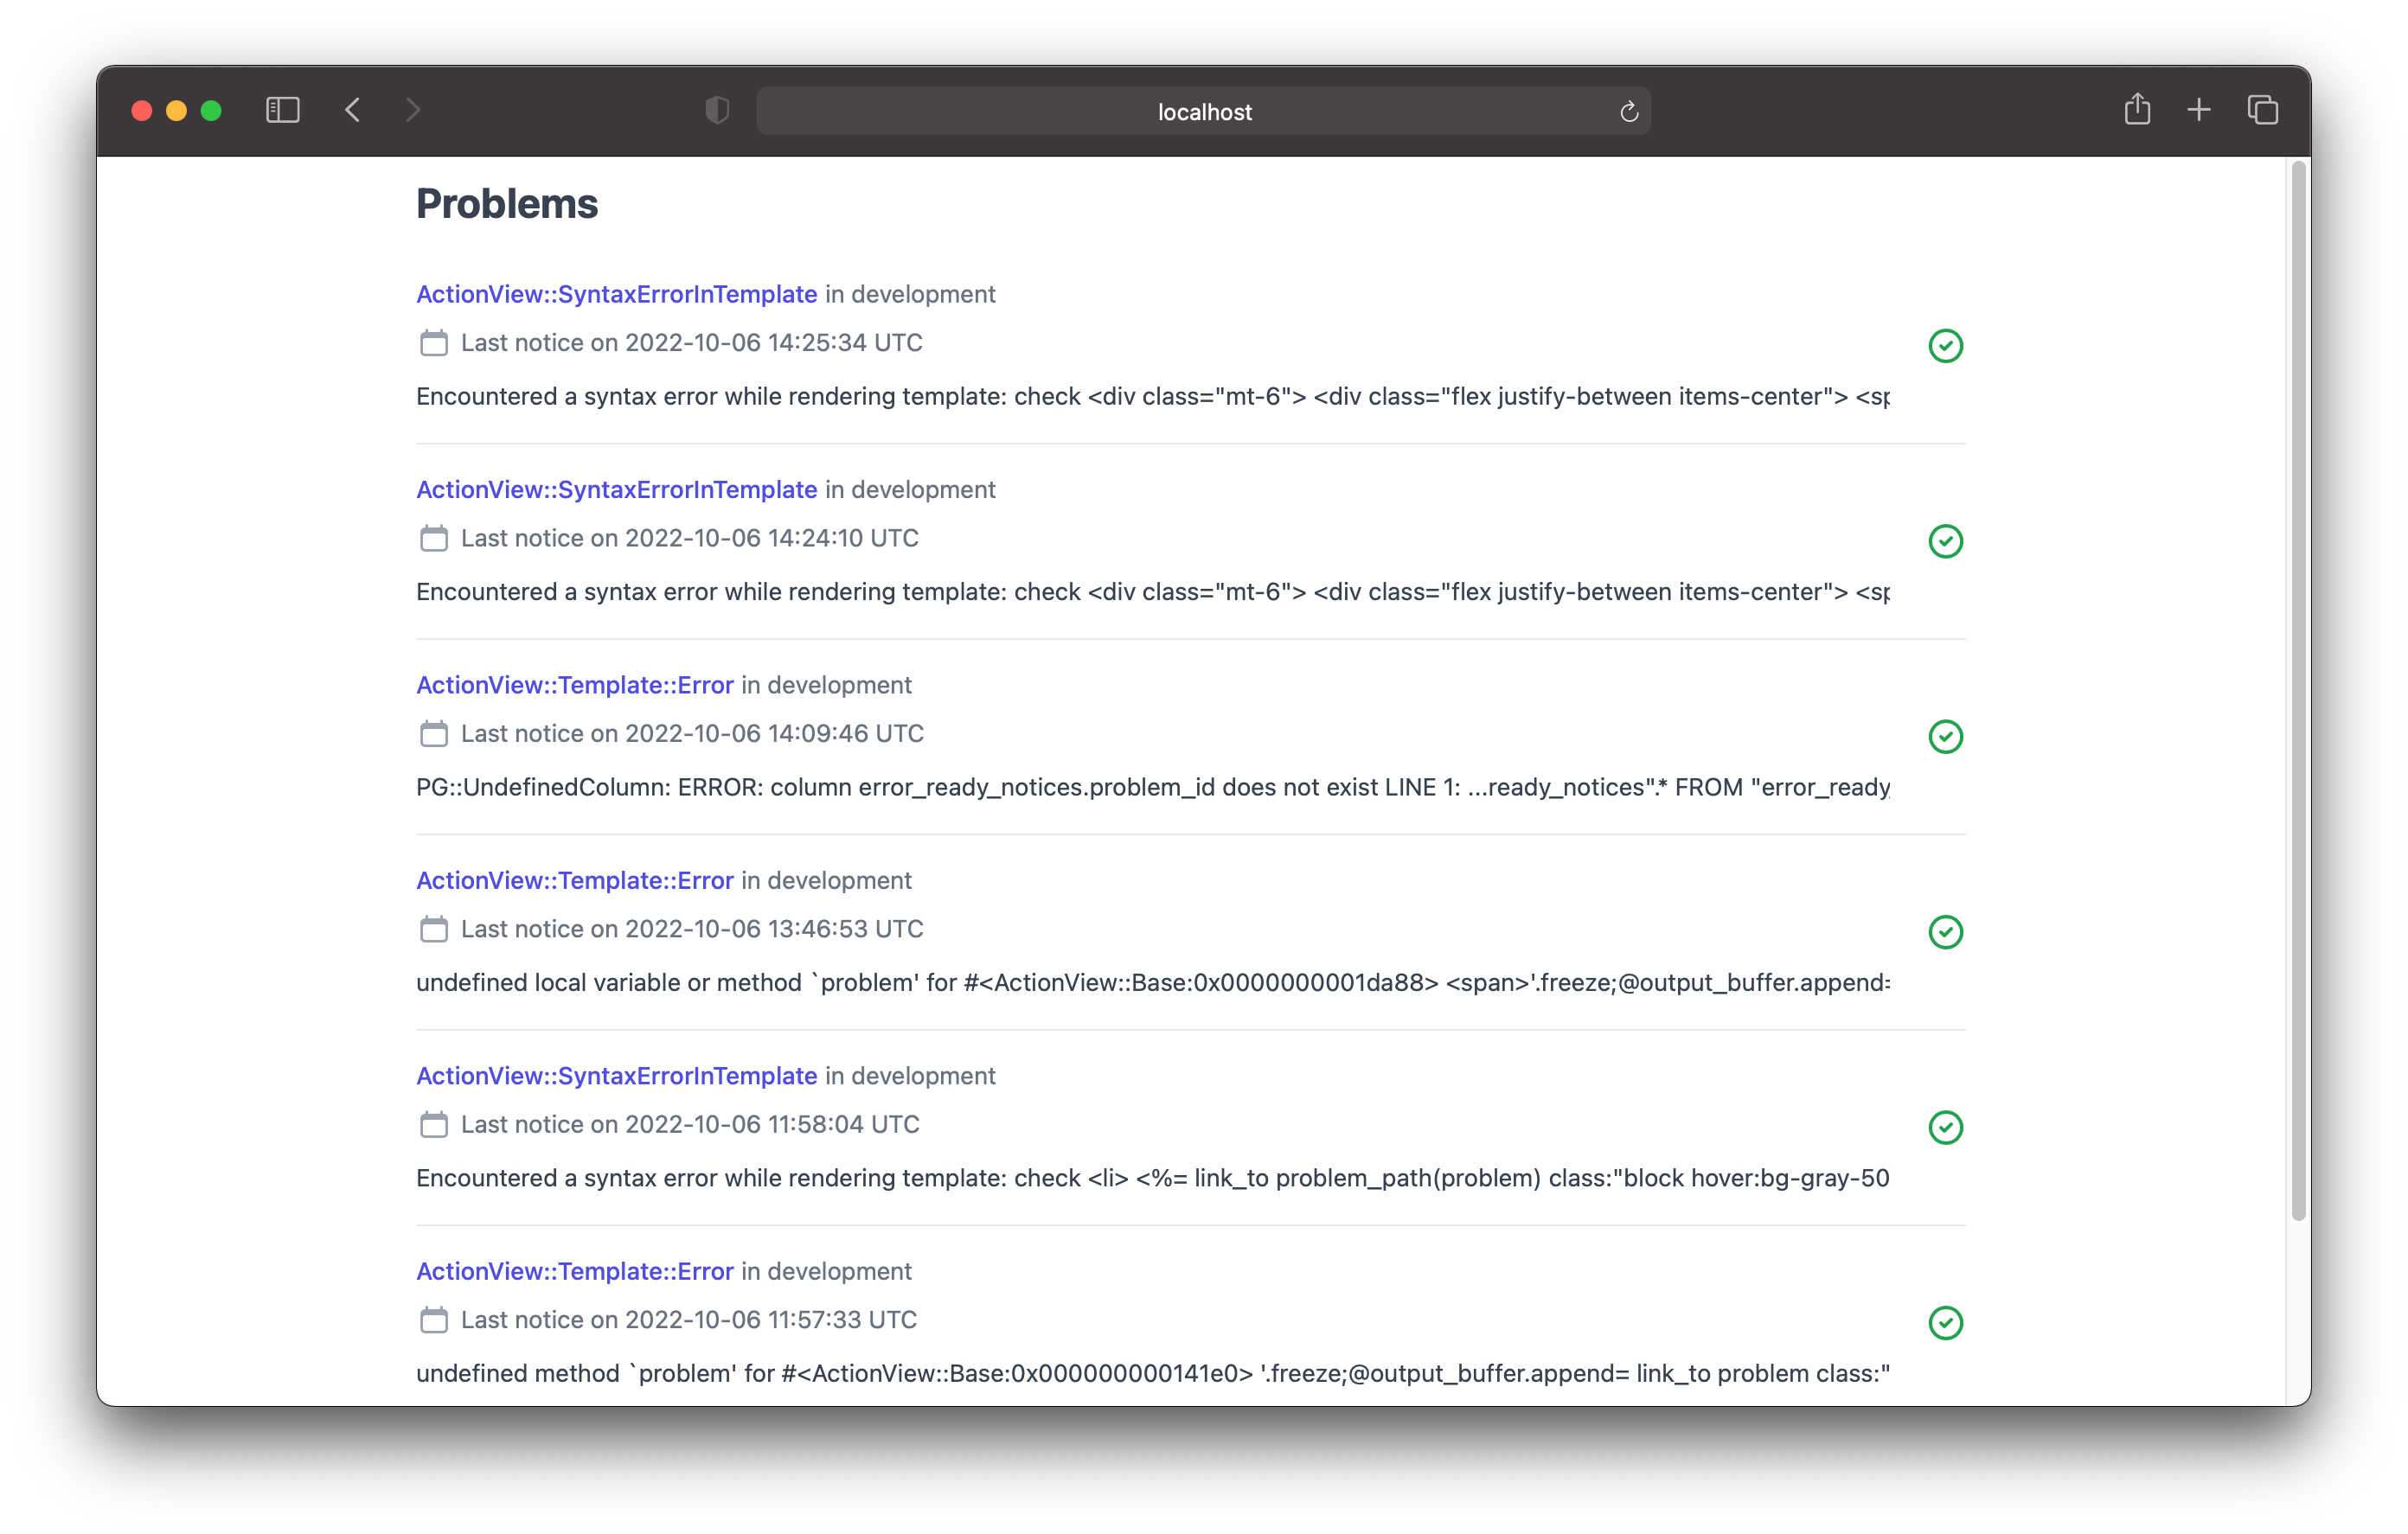 localhost
Problems
ActionView::SyntaxErrorInTemplate in development
Last notice on 2022-10-06 14:25:34 UTC
Encountered a syntax error while rendering template: check <div class="mt-6"> <div class="flex justify-between items-center"> <sp
ActionView::SyntaxErrorInTemplate in development
Last notice on 2022-10-06 14:24:10 UTC
Encountered a syntax error while rendering template: check <div class="mt-6"> <div class="flex justify-between items-center"> <sp
ActionView::Template::Error in development
Last notice on 2022-10-06 14:09:46 UTC
PG::UndefinedColumn: ERROR: column error_ready_notices.problem_id does not exist LINE 1: ...ready_notices".* FROM "error_ready
ActionView::Template::Error in development
Last notice on 2022-10-06 13:46:53 UTC
undefined local variable or method `problem' for #<ActionView::Base:0x0000000001da88> <span>'.freeze;@output_buffer.append=
ActionView::SyntaxErrorInTemplate in development
Last notice on 2022-10-06 11:58:04 UTC
Encountered a syntax error while rendering template: check <li> <%= link_to problem_path(problem) class:"block hover:bg-gray-50
ActionView::Template::Error in development
Last notice on 2022-10-06 11:57:33 UTC
undefined method `problem' for #<ActionView::Base:0x000000000141e0> '.freeze;@output_buffer.append= link_to problem class:"